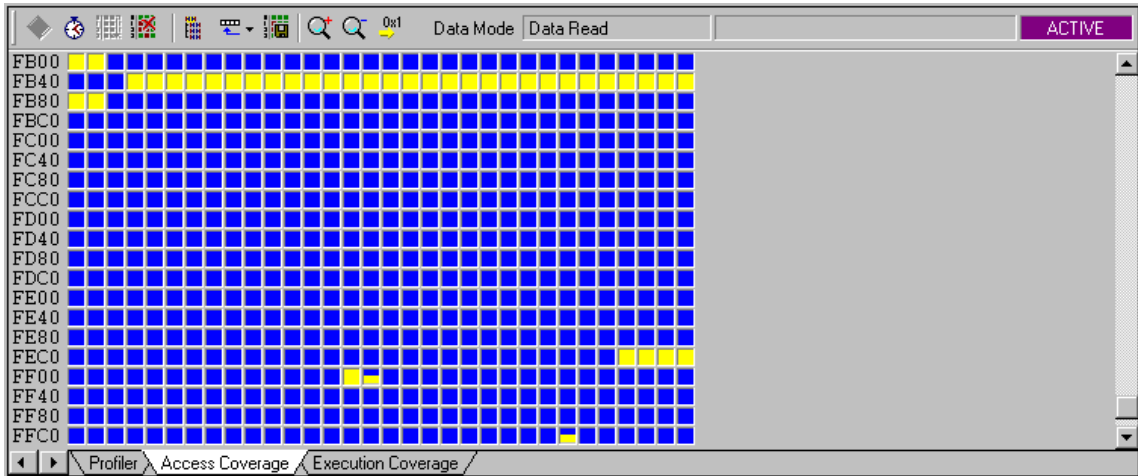 0x1 Data Mode Data Read ACTIVE
FB00
FB40
FB80
FBC0
FC00
FC40
FC80
FCC0
FD00
FD40
FD80
FDC0
FE00
FE40
FE80
FEC0
FF00
FF40
FF80
FFC0
Profiler Access Coverage Execution Coverage